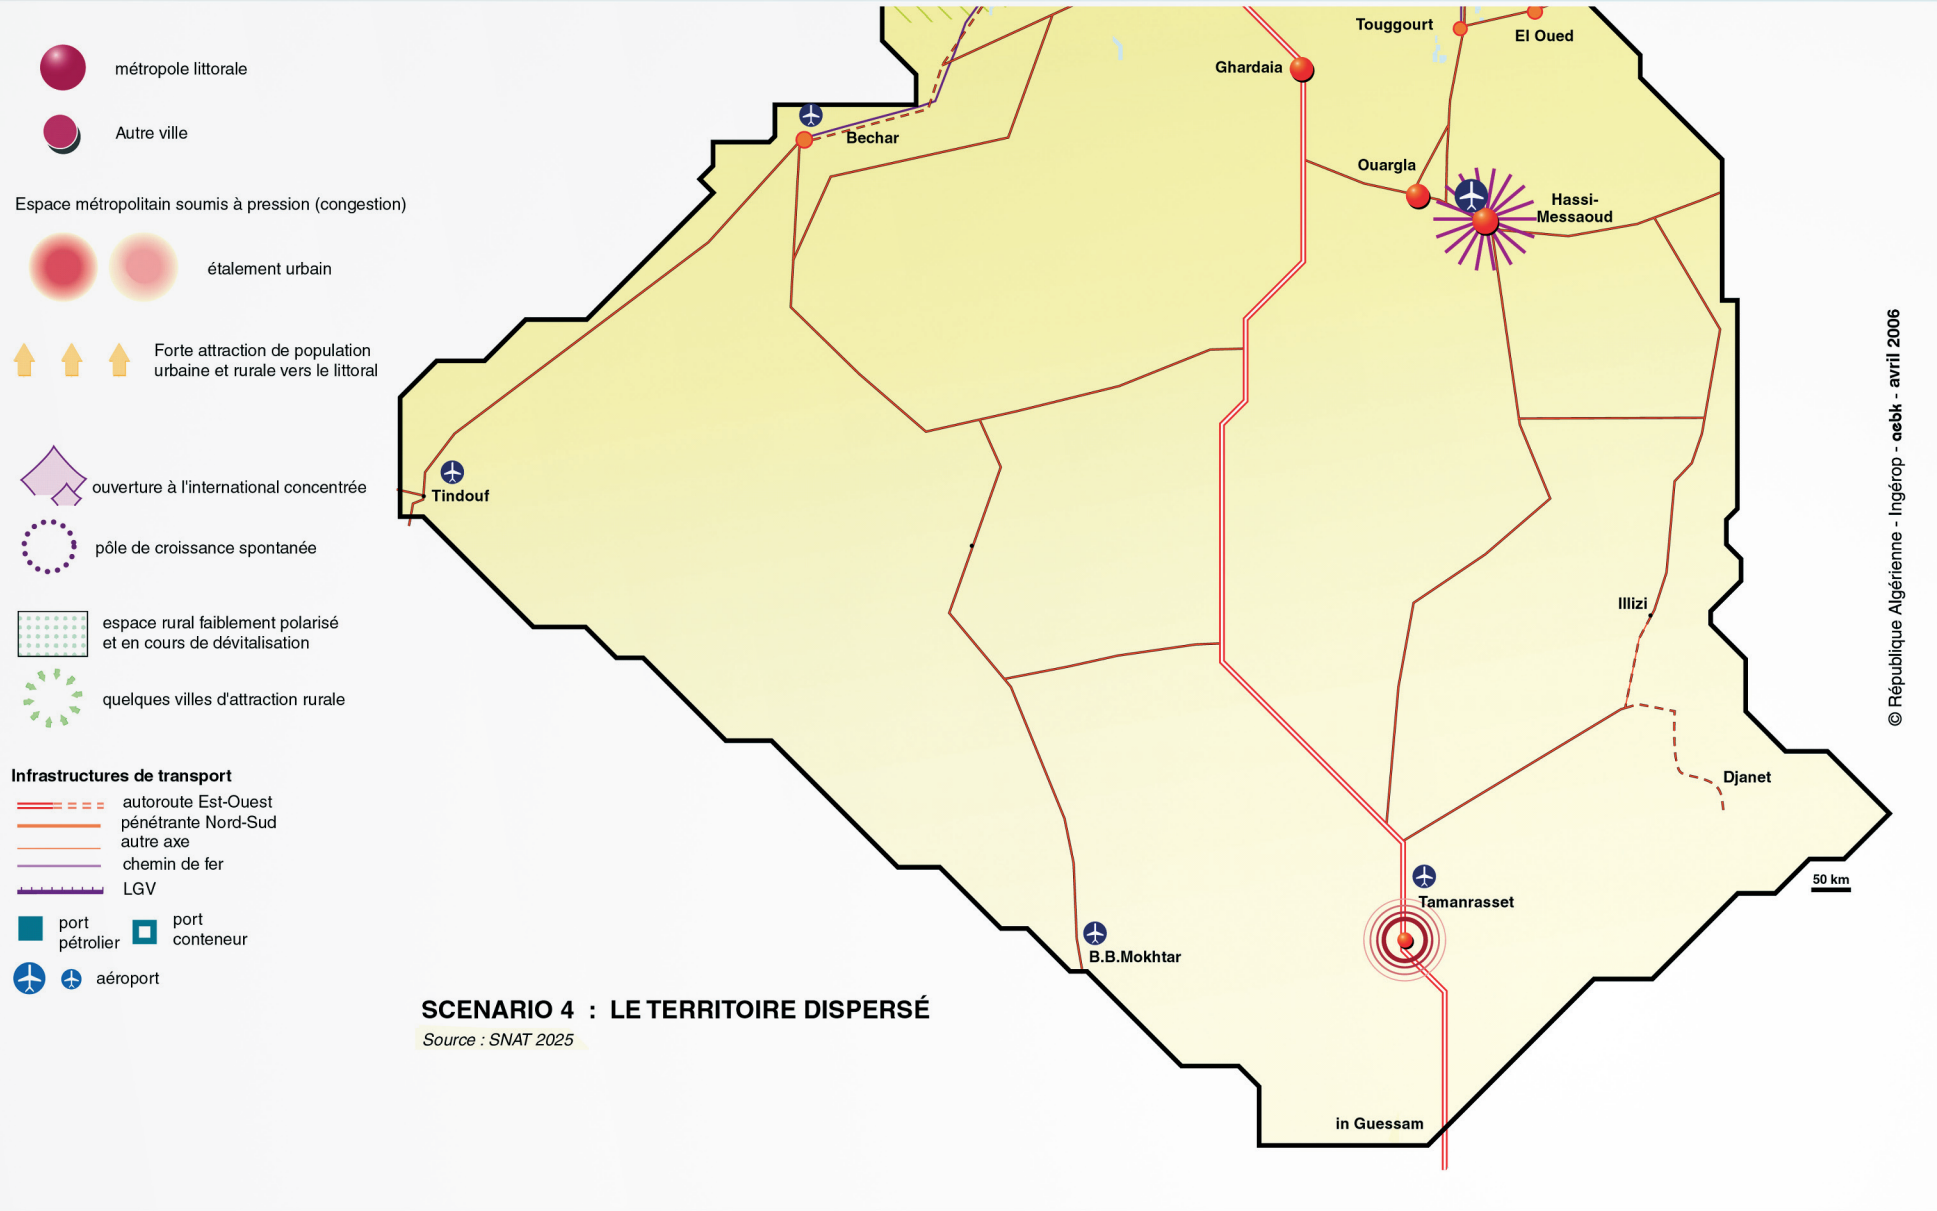 métropole littorale
Autre ville
Espace métropolitain soumis à pression (congestion)
étalement urbain
Forte attraction de population
urbaine et rurale vers le littoral
ouverture à l'international concentrée
pôle de croissance spontanée
espace rural faiblement polarisé
et en cours de dévitalisation
quelques villes d'attraction rurale
Infrastructures de transport
autoroute Est-Ouest
pénétrante Nord-Sud
autre axe
chemin de fer
LGV
port
pétrolier
port
conteneur
aéroport
Touggourt
El Oued
Ghardaia
Bechar
Ouargla
Hassi-
Messaoud
Tindouf
Illizi
Djanet
50 km
Tamanrasset
B.B.Mokhtar
in Guessam
SCENARIO 4 : LE TERRITOIRE DISPERSÉ
Source : SNAT 2025
© République Algérienne - Ingérop - aebk - avril 2006